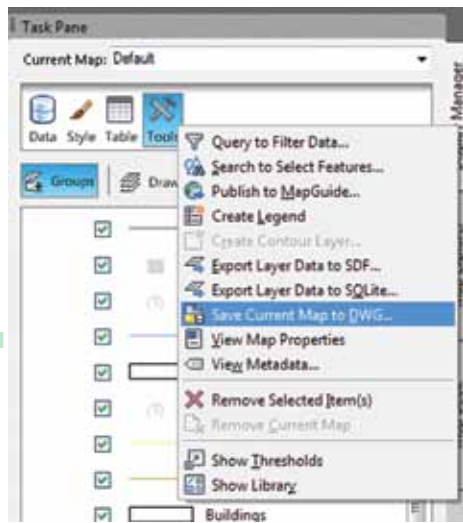 Task Pane
Current Map: Default
Data Style Table Tools
Groups Draw
Query to Filter Data...
Search to Select Features...
Publish to MapGuide...
Create Legend
Create Contour Layer...
Export Layer Data to SDF...
Export Layer Data to SQLite...
Save Current Map to DWG...
View Map Properties
View Metadata...
Remove Selected Item(s)
Remove Current Map
Show Thresholds
Show Library
Buildings
Manager